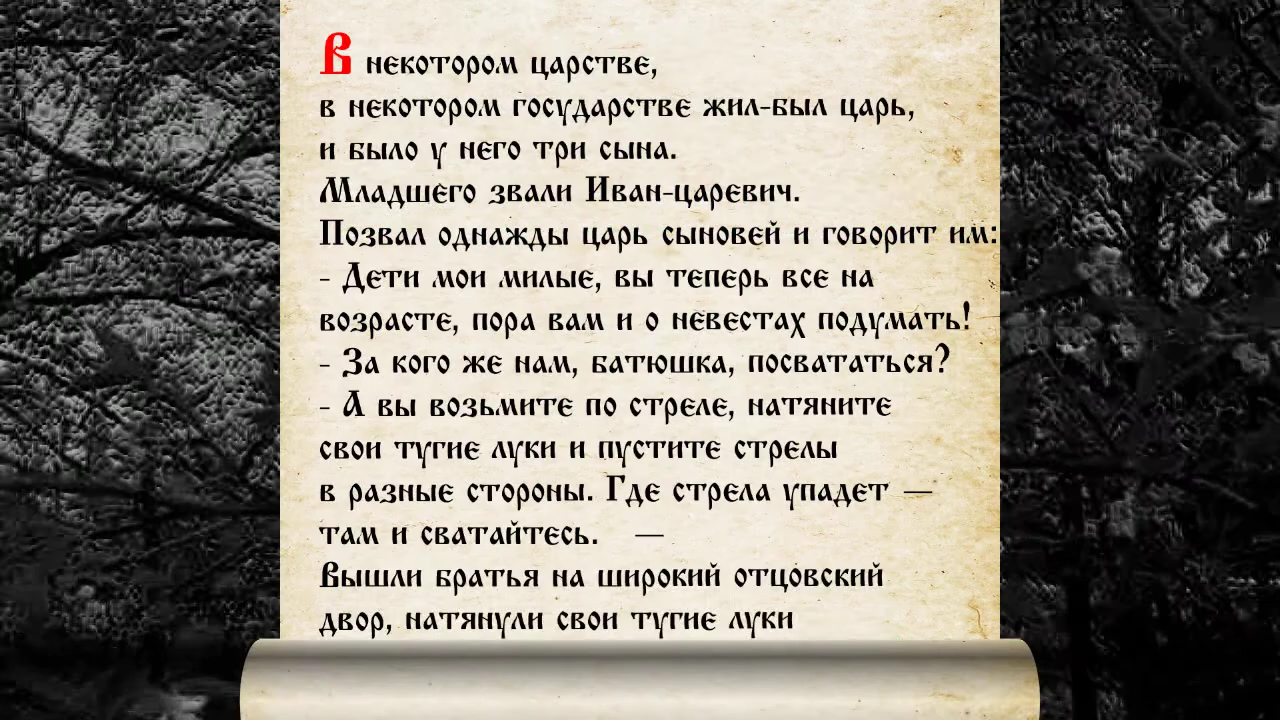 В некотором царстве,
в некотором государстве жил-был царь,
и было у него три сына.
Младшего звали Иван-царевич.
Позвал однажды царь сыновей и говорит им:
- Дети мои милые, вы теперь все на
возрасте, пора вам и о невестах подумать!
- За кого же нам, батюшка, посвататься?
- А вы возьмите по стреле, натяните
свои тугие луки и пустите стрелы
в разные стороны. Где стрела упадет —
там и сватайтесь. —
Вышли братья на широкий отцовский
двор, натянули свои тугие луки